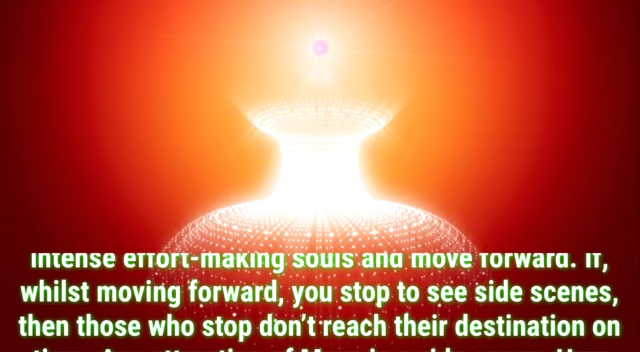 Intense effort-making souls and move forward. If,
whilst moving forward, you stop to see side scenes,
then those who stop don't reach their destination on